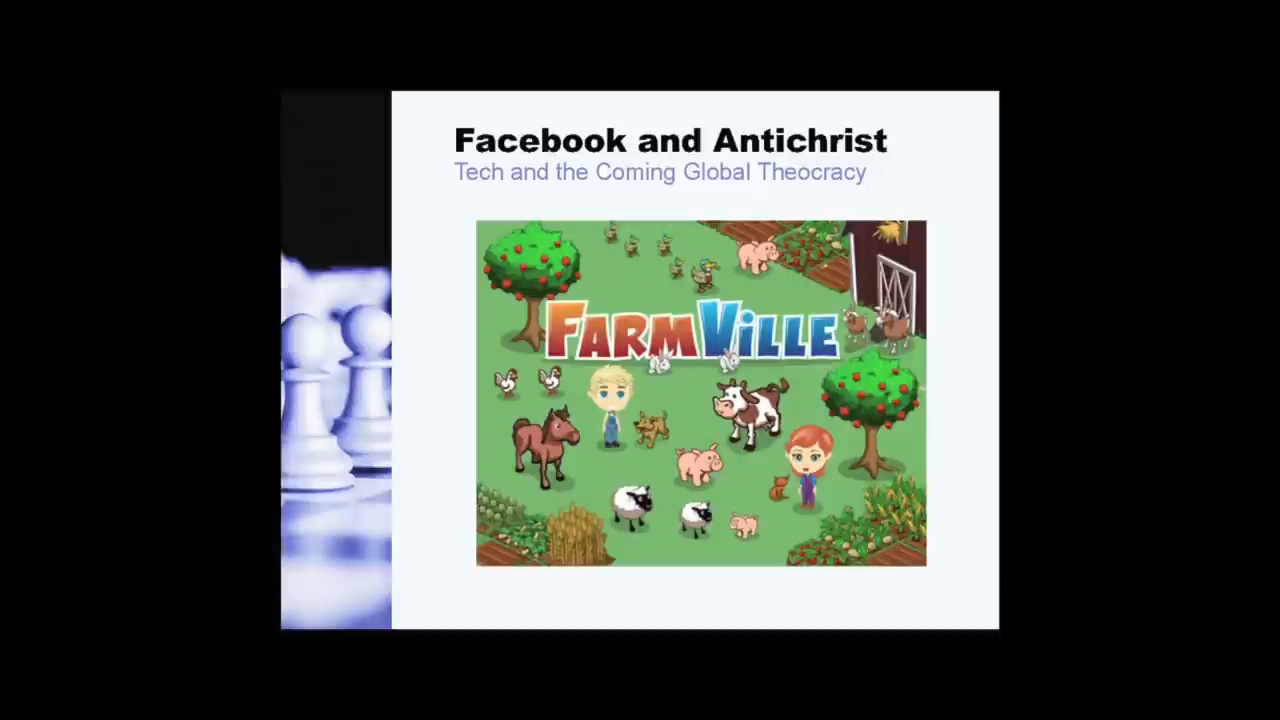 Facebook and Antichrist
Tech and the Coming Global Theocracy
FARMVILLE